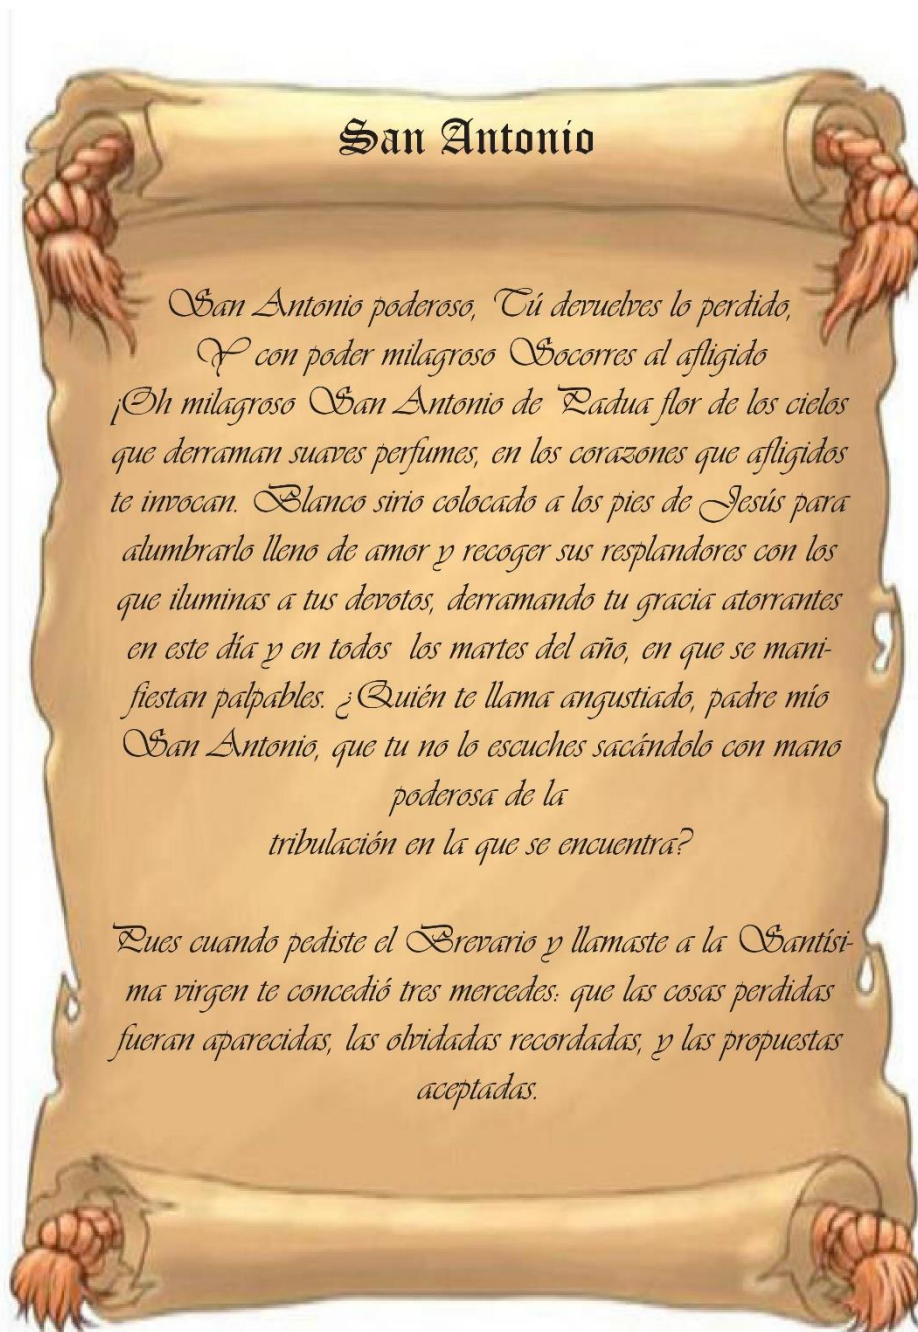 San Antonio
San Antonio poderoso, Tú devuelves lo perdido,
Y con poder milagroso Socorres al afligido
¡Oh milagroso San Antonio de Padua flor de los cielos
que derraman suaves perfumes, en los corazones que afligidos
te invocan. Blanco sirio colocado a los pies de Jesús para
alumbrarlo lleno de amor y recoger sus resplandores con los
que iluminas a tus devotos, derramando tu gracia atorrantes
en este día y en todos los martes del año, en que se mani-
fiestan palpables. ¿Quién te llama angustiado, padre mío
San Antonio, que tu no lo escuches sacándolo con mano
poderosa de la
tribulación en la que se encuentra?
Pues cuando pediste el Brevario y llamaste a la Santísi-
ma virgen te concedió tres mercedes: que las cosas perdidas
fueran aparecidas, las olvidadas recordadas, y las propuestas
aceptadas.